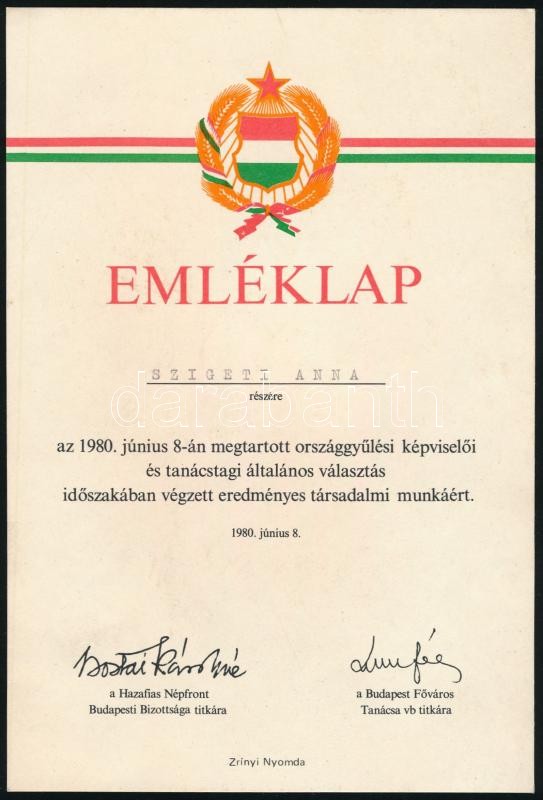 EMLÉKLAP
SZIGETI ANNA
darabanth
részére
az 1980. június 8-án megtartott országgyűlési képviselői
és tanácstagi általános választás
időszakában végzett eredményes társadalmi munkáért.
1980. június 8.
a Hazafias Népfront
Budapesti Bizottsága titkára
a Budapest Főváros
Tanácsa vb titkára
Zrínyi Nyomda